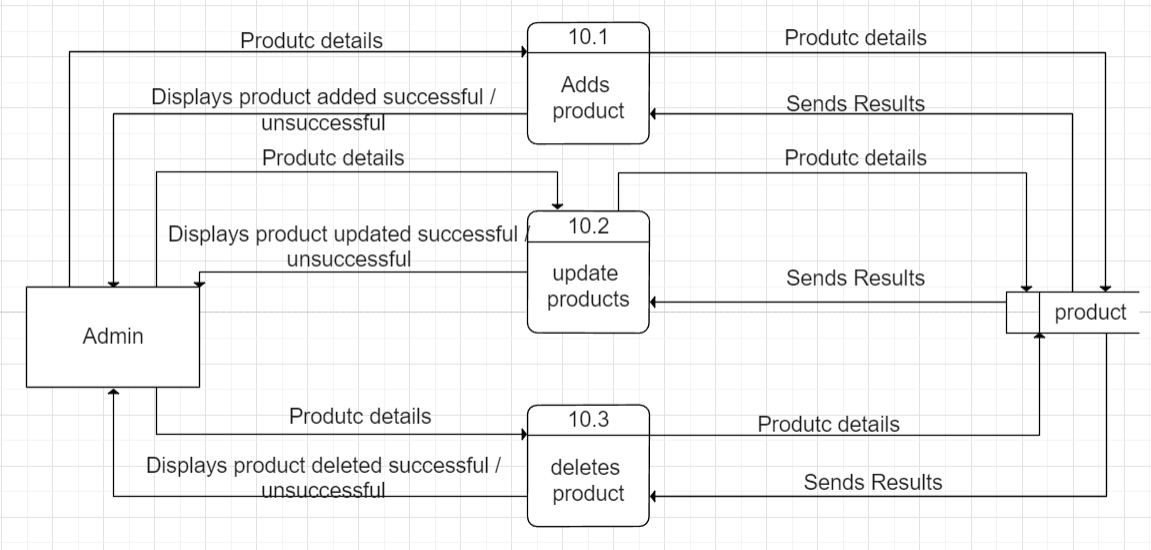 Produtc details
10.1
Produtc details
Adds
product
Displays product added successful /
unsuccessful
Sends Results
Produtc details
Produtc details
10.2
Displays product updated successful /
unsuccessful
update
products
Sends Results
Admin
product
Produtc details
10.3
Produtc details
Displays product deleted successful /
unsuccessful
deletes
product
Sends Results